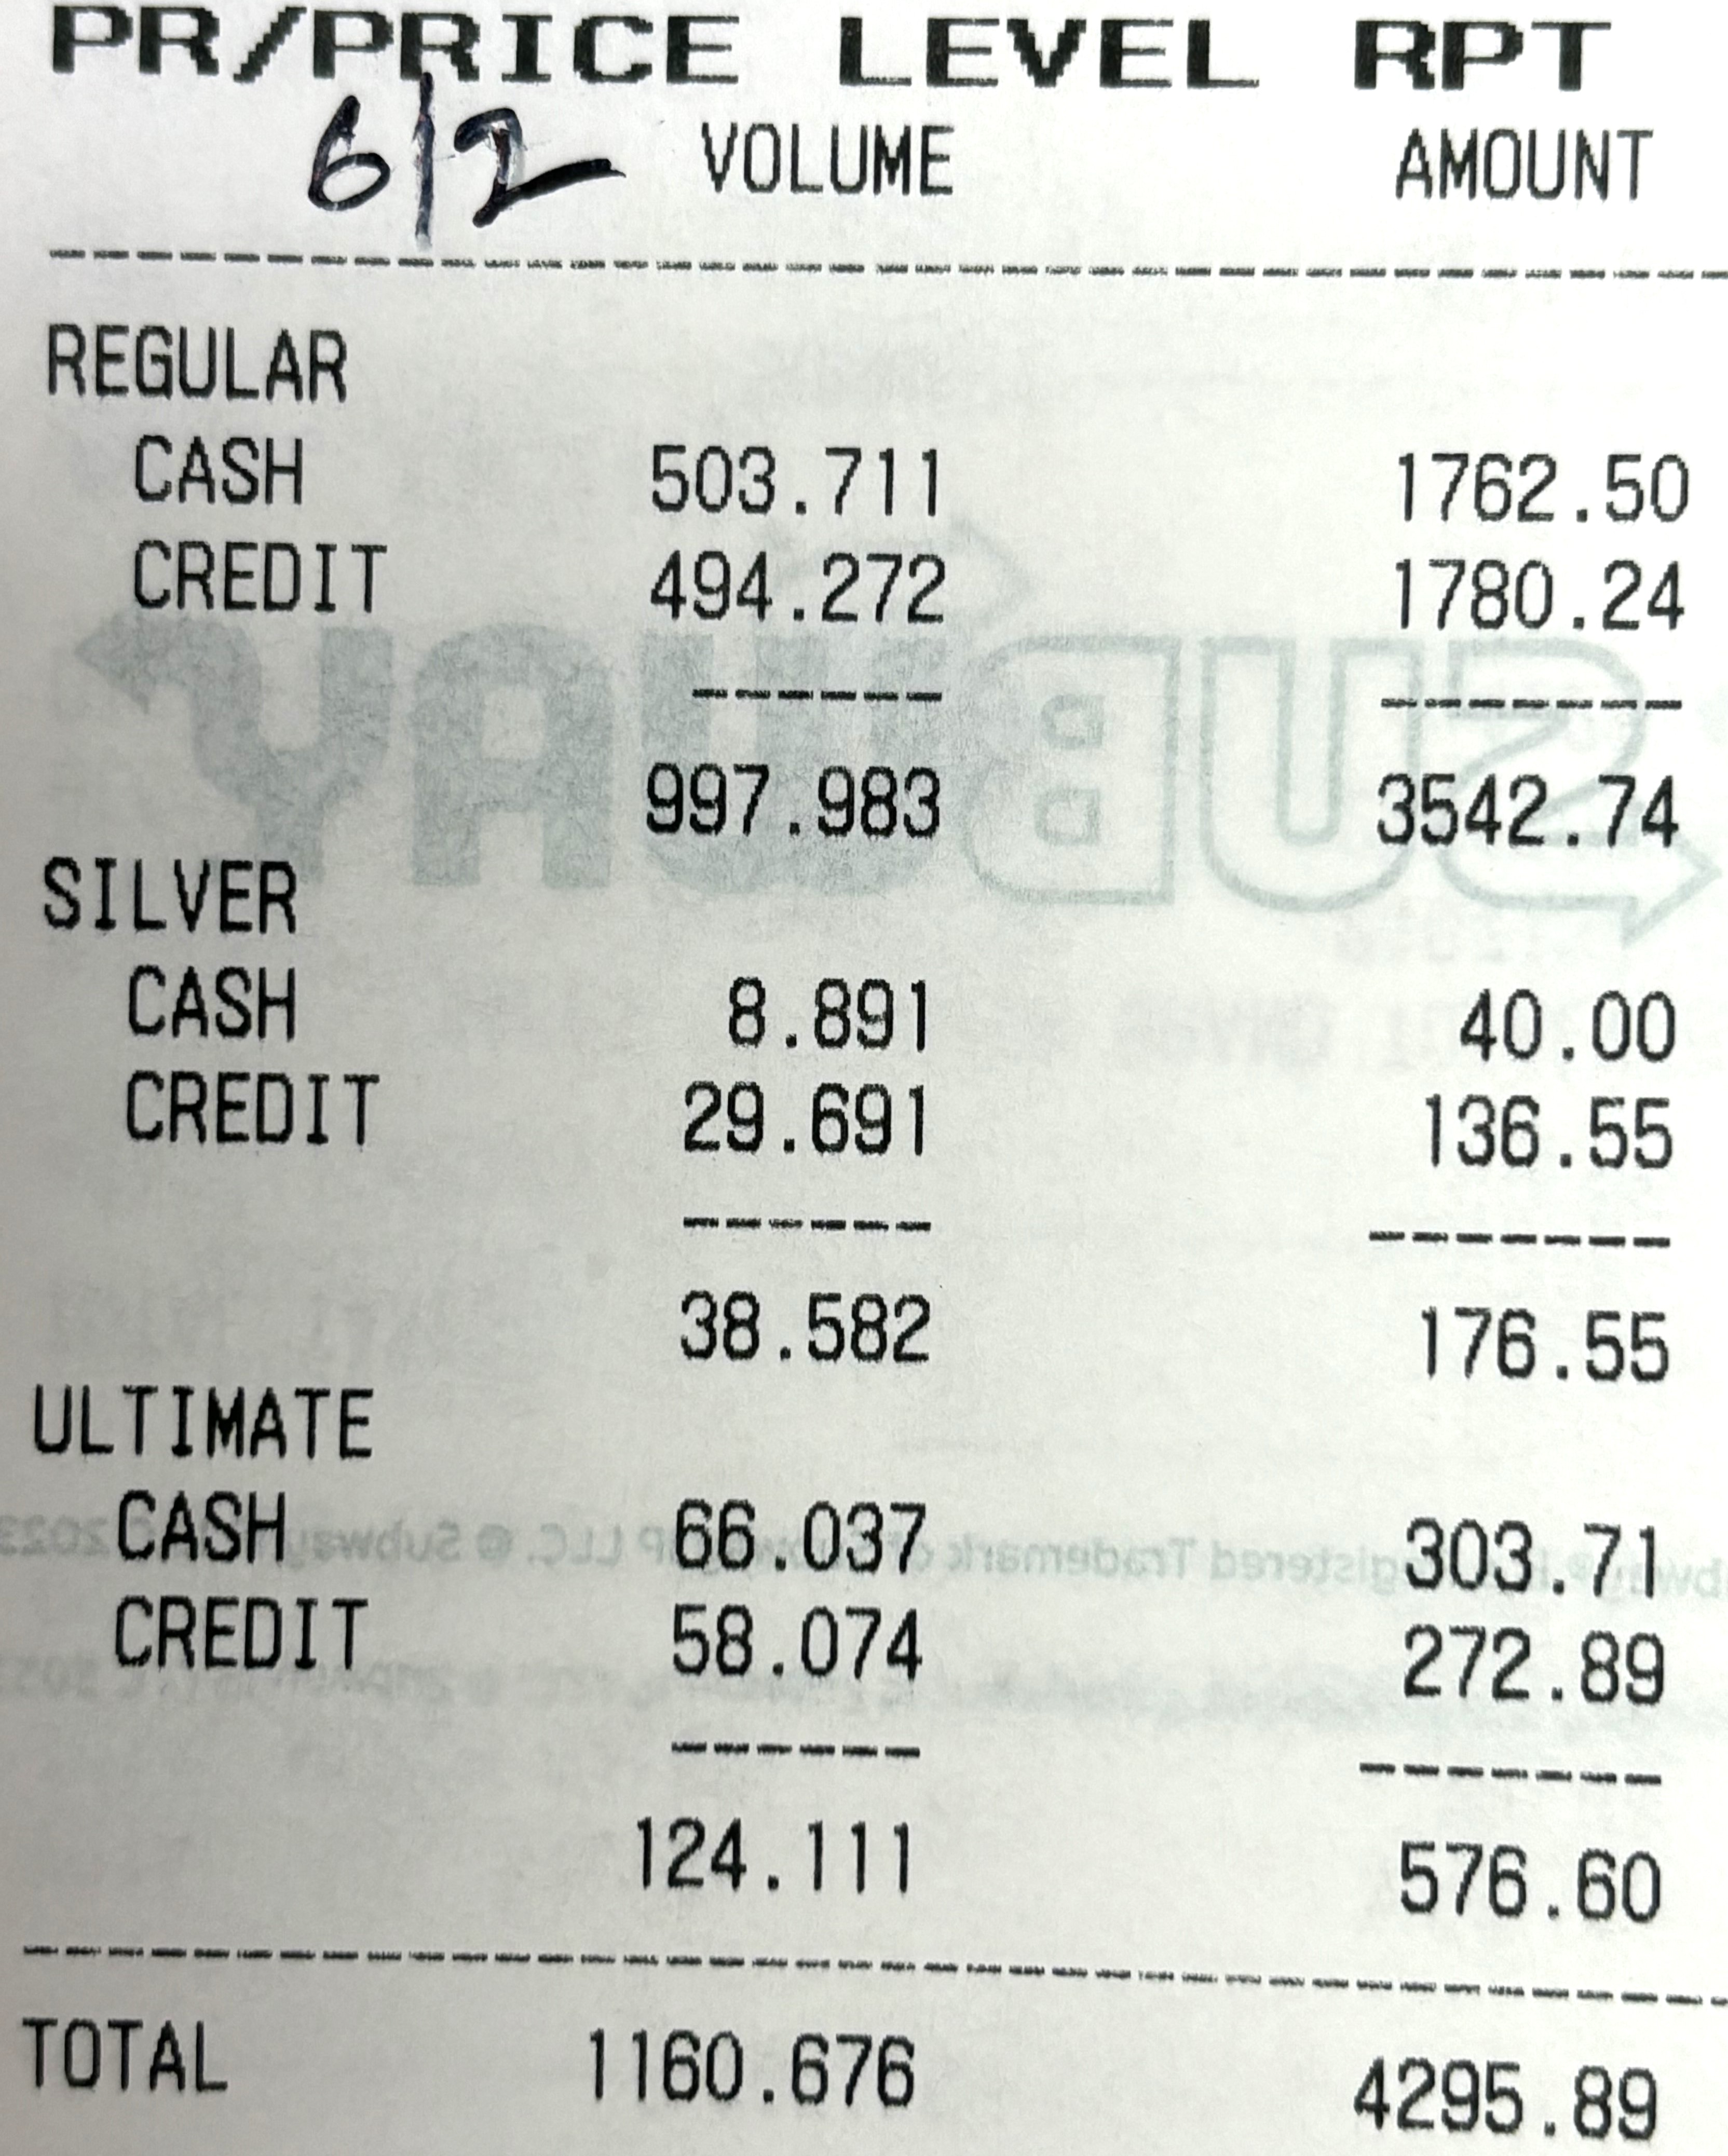 PR/PRICE LEVEL RPT
6/2 VOLUME AMOUNT
REGULAR
CASH 503.711 1762.50
CREDIT 494.272 1780.24
997.983 3542.74
SILVER
CASH 8.891 40.00
CREDIT 29.691 136.55
38.582 176.55
ULTIMATE
CASH 66.037 303.71
CREDIT 58.074 272.89
124.111 576.60
TOTAL 1160.676 4295.89
SUBWAY